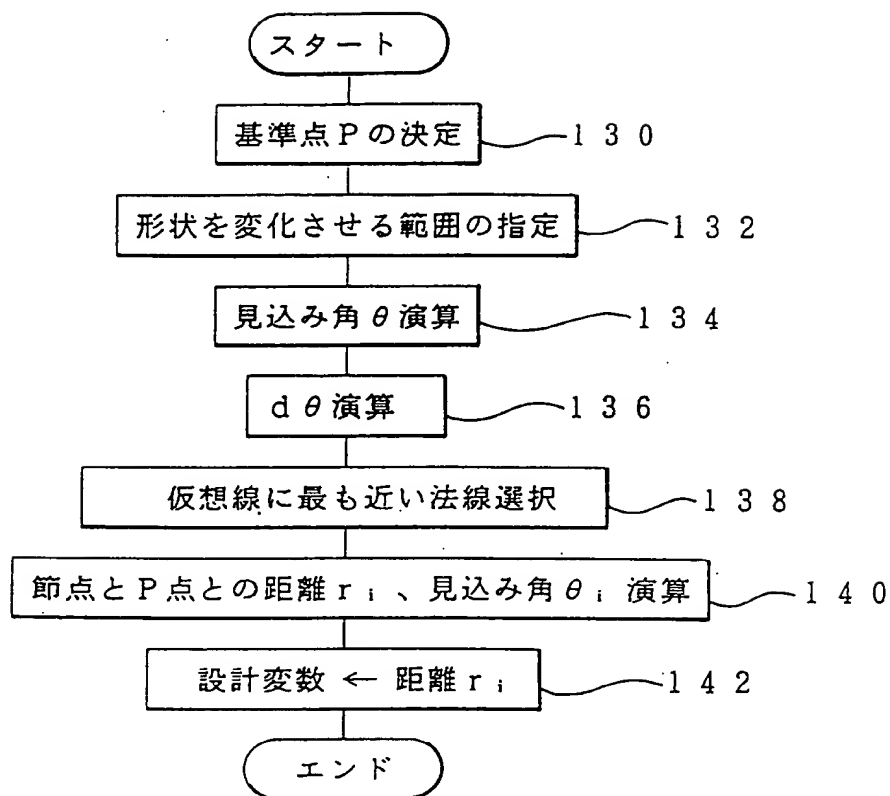 スタート
基準点Pの決定 130
形状を変化させる範囲の指定 132
見込み角θ演算 134
dθ演算 136
仮想線に最も近い法線選択 138
節点とP点との距離rᵢ、見込み角θᵢ演算 140
設計変数 ← 距離rᵢ 142
エンド